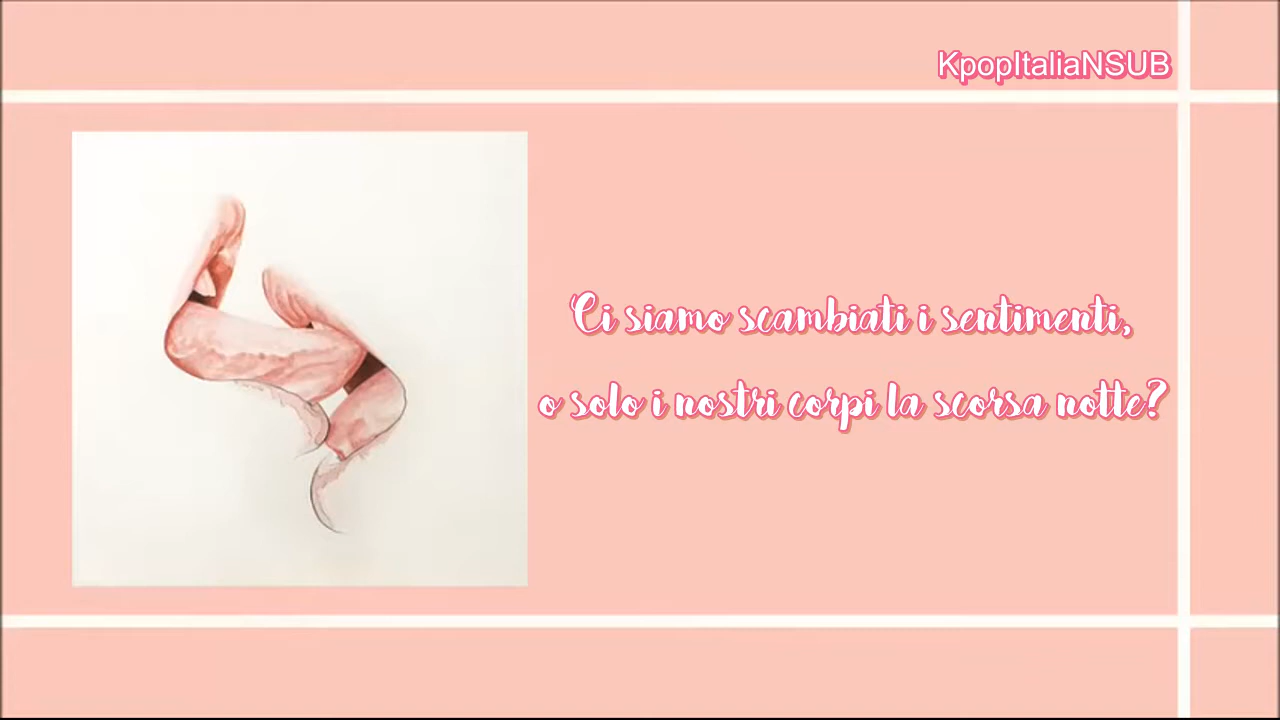 KpopItaliaNSUB
Ci siamo scambiati i sentimenti,
o solo i nostri corpi la scorsa notte?